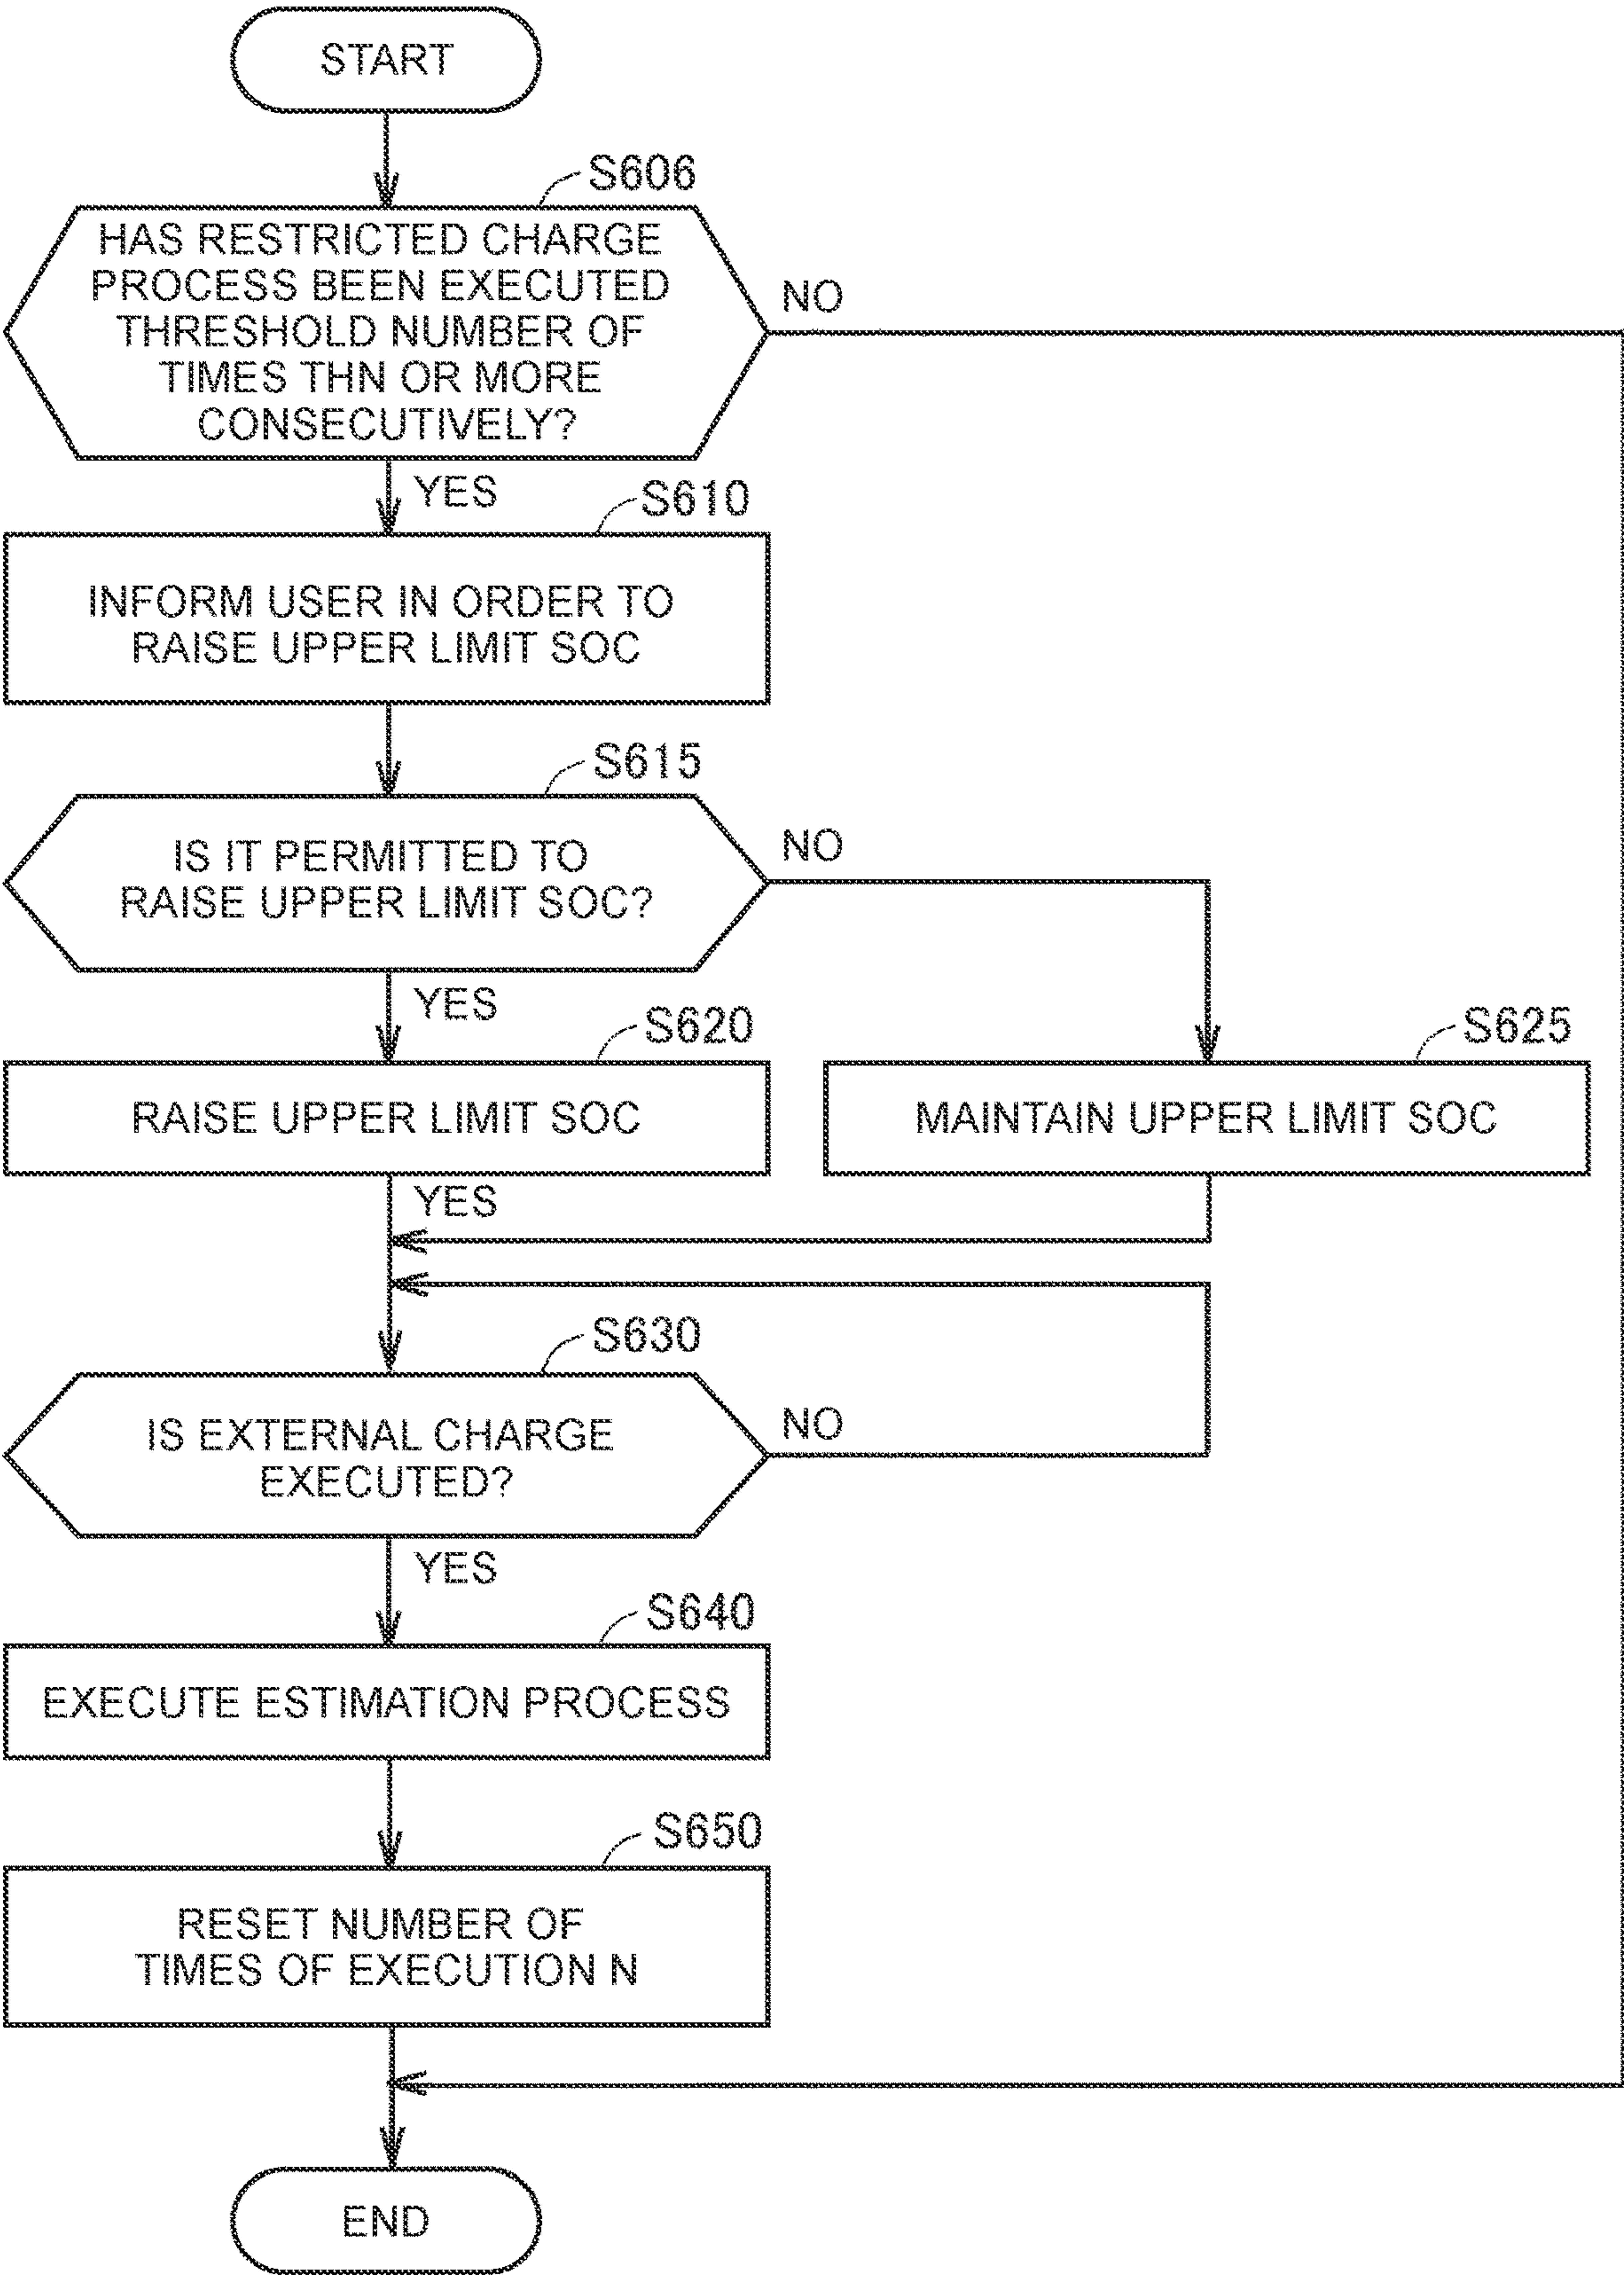 START
S606
HAS RESTRICTED CHARGE
PROCESS BEEN EXECUTED
THRESHOLD NUMBER OF
TIMES THN OR MORE
CONSECUTIVELY?
NO
YES
S610
INFORM USER IN ORDER TO
RAISE UPPER LIMIT SOC
S615
IS IT PERMITTED TO
RAISE UPPER LIMIT SOC?
NO
YES
S620
RAISE UPPER LIMIT SOC
S625
MAINTAIN UPPER LIMIT SOC
YES
S630
IS EXTERNAL CHARGE
EXECUTED?
NO
YES
S640
EXECUTE ESTIMATION PROCESS
S650
RESET NUMBER OF
TIMES OF EXECUTION N
END